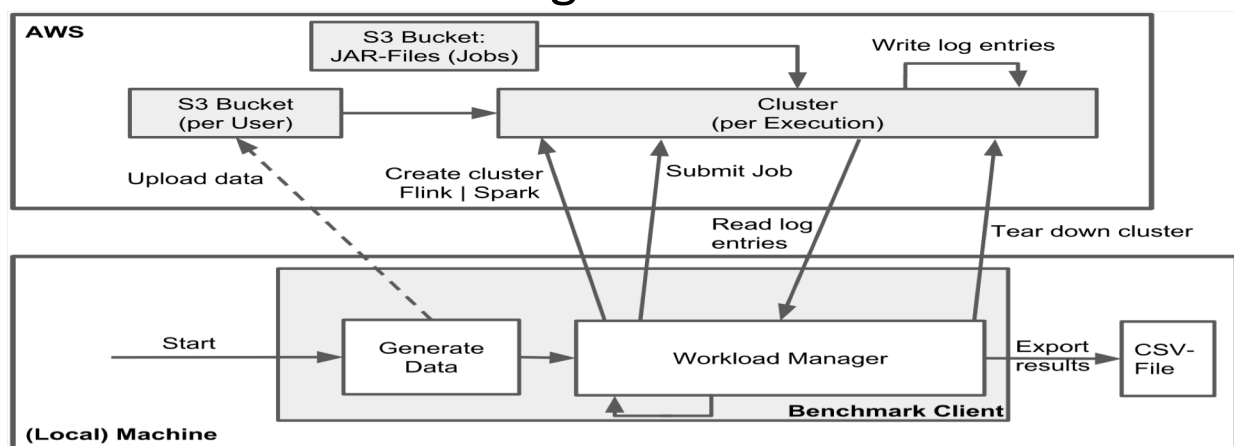 AWS
S3 Bucket:
JAR-Files (Jobs)
Write log entries
S3 Bucket
(per User)
Cluster
(per Execution)
Upload data
Create cluster
Flink | Spark
Submit Job
Read log
entries
Tear down cluster
Start
Generate
Data
Workload Manager
Export
results
CSV-
File
Benchmark Client
(Local) Machine